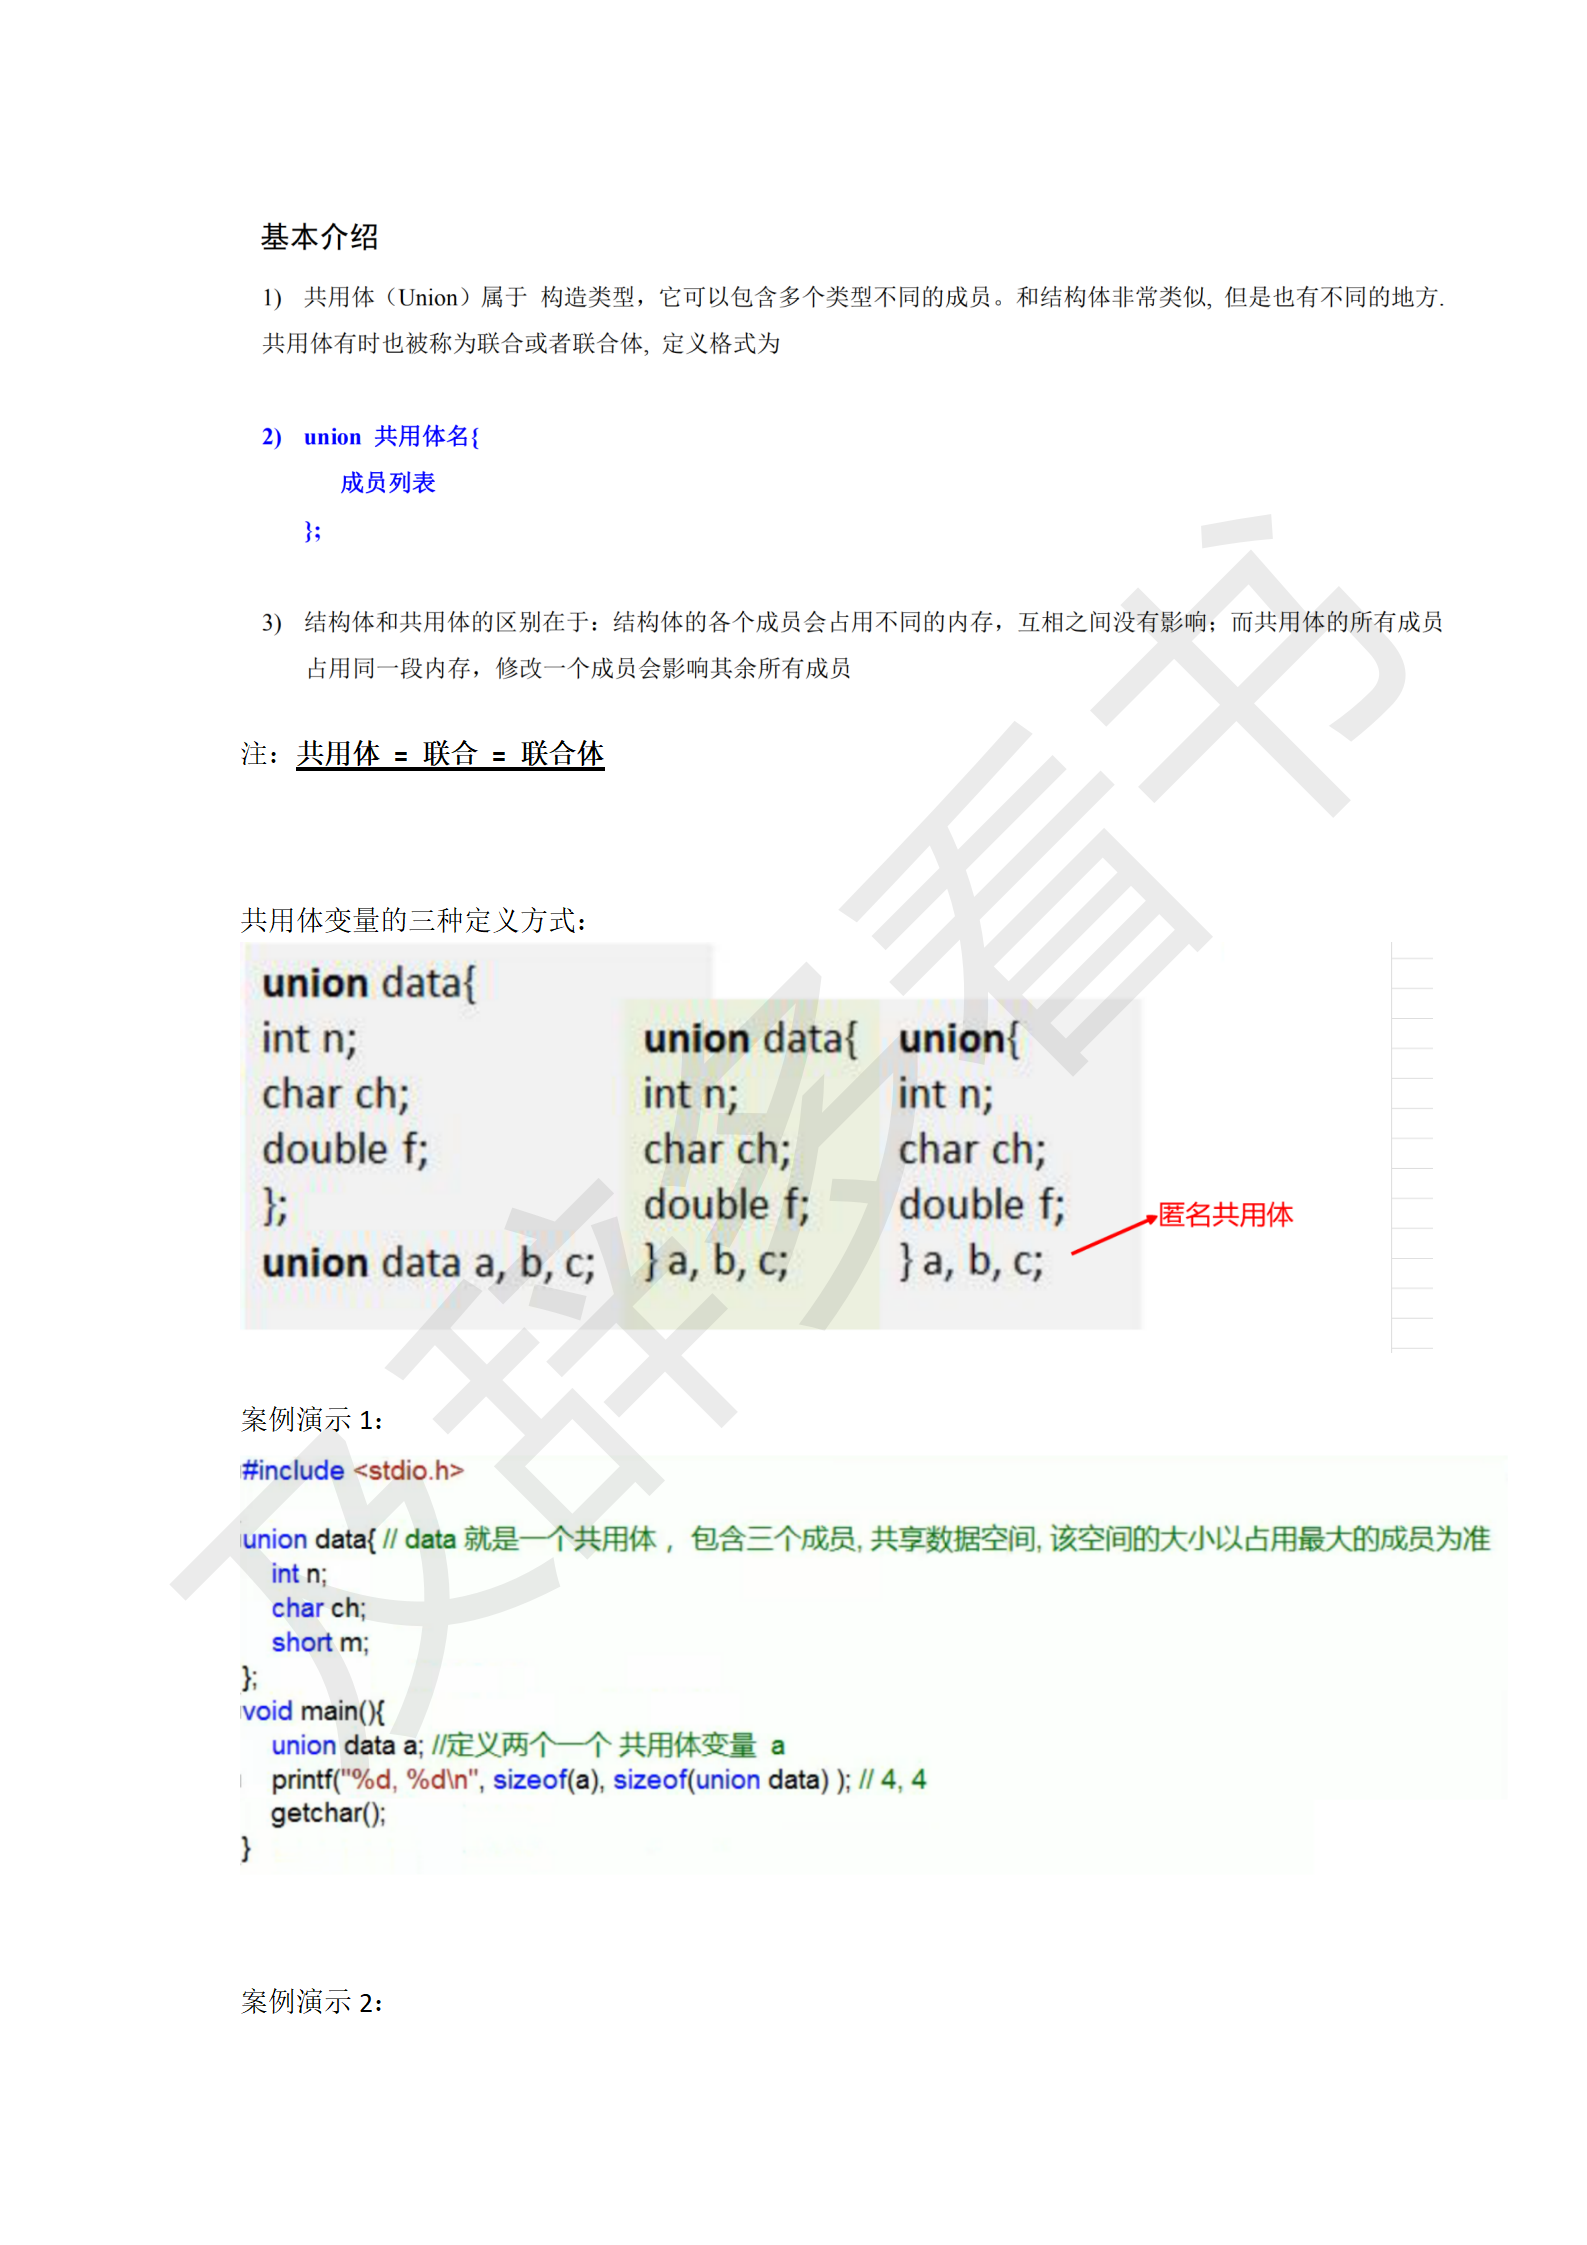 基本介绍
1) 共用体（Union）属于 构造类型，它可以包含多个类型不同的成员。和结构体非常类似, 但是也有不同的地方.
共用体有时也被称为联合或者联合体, 定义格式为
2) union 共用体名{
成员列表
};
3) 结构体和共用体的区别在于：结构体的各个成员会占用不同的内存，互相之间没有影响；而共用体的所有成员
占用同一段内存，修改一个成员会影响其余所有成员
注：共用体 = 联合 = 联合体
共用体变量的三种定义方式：
union data{
int n;
char ch;
double f;
};
union data a, b, c;
union data{
int n;
char ch;
double f;
} a, b, c;
union{
int n;
char ch;
double f;
} a, b, c;
匿名共用体
案例演示 1：
#include <stdio.h>
union data{ // data 就是一个共用体 ，包含三个成员, 共享数据空间, 该空间的大小以占用最大的成员为准
int n;
char ch;
short m;
};
void main(){
union data a; //定义两个一个 共用体变量 a
printf("%d, %d\n", sizeof(a), sizeof(union data) ); // 4, 4
getchar();
}
案例演示 2：
及辞多看书